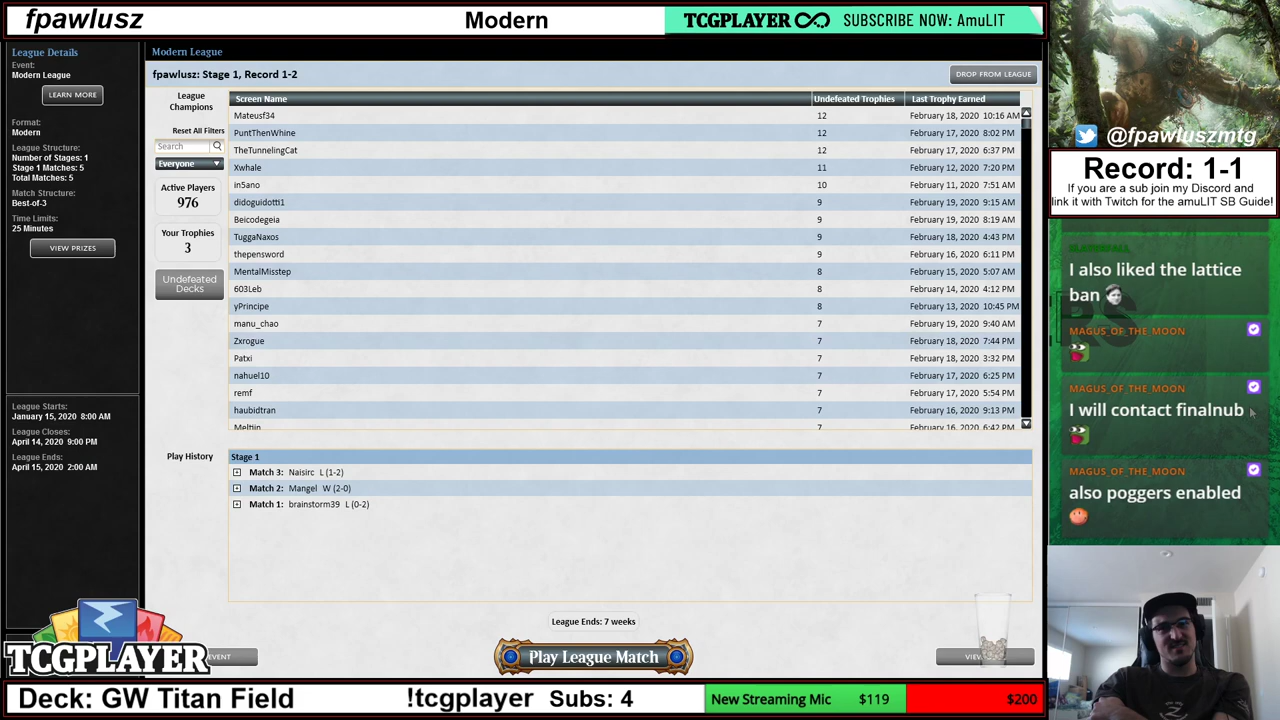 fpawlusz
Modern
TCGPLAYER SUBSCRIBE NOW: AmuLIT
League Details
Event:
Modern League
LEARN MORE
Format:
Modern
League Structure:
Number of Stages: 1
Stage 1 Matches: 5
Total Matches: 5
Match Structure:
Best-of-3
Time Limits:
25 Minutes
VIEW PRIZES
League Starts:
January 15, 2020 8:00 AM
League Closes:
April 14, 2020 9:00 PM
League Ends:
April 15, 2020 2:00 AM
Modern League
fpawlusz: Stage 1, Record 1-2
DROP FROM LEAGUE
League
Champions
Reset All Filters
Search
Everyone
Active Players
976
Your Trophies
3
Undefeated
Decks
Screen Name Undefeated Trophies Last Trophy Earned
Mateusf34 12 February 18, 2020 10:16 AM
PuntThenWhine 12 February 17, 2020 8:02 PM
TheTunnelingCat 12 February 17, 2020 6:37 PM
Xwhale 11 February 12, 2020 7:20 PM
in5ano 10 February 11, 2020 7:51 AM
didoguidotti1 9 February 19, 2020 9:15 AM
Beicodegeia 9 February 19, 2020 8:19 AM
TuggaNaxos 9 February 18, 2020 4:43 PM
thepensword 9 February 15, 2020 6:11 PM
MentalMisstep 8 February 15, 2020 5:07 AM
603Leb 8 February 14, 2020 4:12 PM
yPrincipe 8 February 13, 2020 10:45 PM
manu_chao 7 February 19, 2020 9:40 AM
Zxrogue 7 February 18, 2020 7:44 PM
Patxi 7 February 18, 2020 3:32 PM
nahuel10 7 February 17, 2020 6:25 PM
remf 7 February 17, 2020 5:54 PM
haubidtran 7 February 16, 2020 9:13 PM
7 February 16, 2020 6:42 PM
Play History
Stage 1
Match 3: Naisirc L (1-2)
Match 2: Mangel W (2-0)
Match 1: brainstorm39 L (0-2)
League Ends: 7 weeks
Play League Match
EVENT
VIEW
TCGPLAYER
@fpawluszmtg
Record: 1-1
If you are a sub join my Discord and
link it with Twitch for the amuLIT SB Guide!
I also liked the lattice
ban
MAGUS_OF_THE_MOON
MAGUS_OF_THE_MOON
I will contact finalnub
MAGUS_OF_THE_MOON
also poggers enabled
Deck: GW Titan Field
!tcgplayer
Subs: 4
New Streaming Mic $119 $200